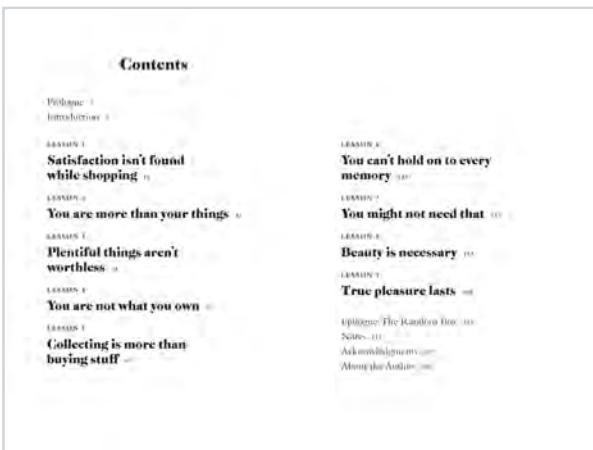 Contents
Prologue
Introduction
LESSON 1
Satisfaction isn't found
while shopping
LESSON 2
You are more than your things
LESSON 3
Plentiful things aren't
worthless
LESSON 4
You are not what you own
LESSON 5
Collecting is more than
buying stuff
LESSON 6
You can't hold on to every
memory
LESSON 7
You might not need that
LESSON 8
Beauty is necessary
LESSON 9
True pleasure lasts
Epilogue: The Random Box
Notes
Acknowledgments
About the Author